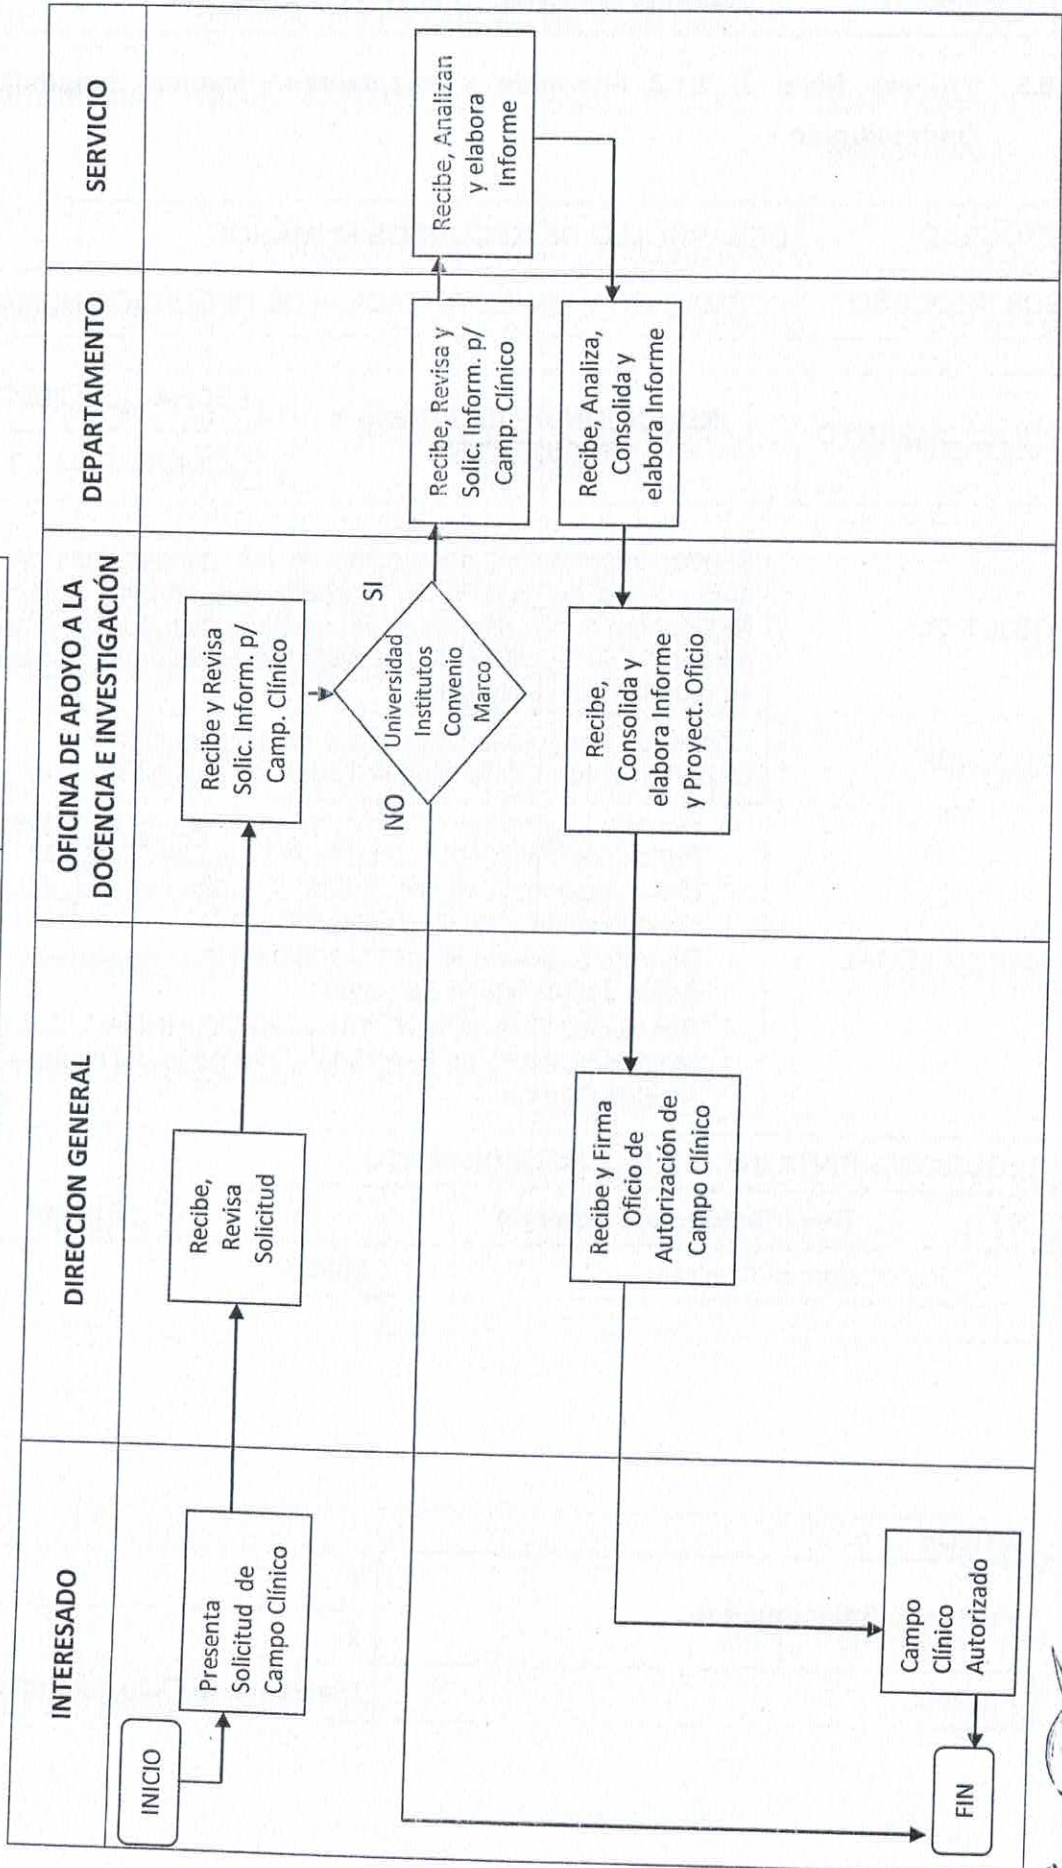 INTERESADO
DIRECCION GENERAL
OFICINA DE APOYO A LA
DOCENCIA E INVESTIGACIÓN
DEPARTAMENTO
SERVICIO
INICIO
Presenta
Solicitud de
Campo Clínico
Recibe,
Revisa
Solicitud
Recibe y Revisa
Solic. Inform. p/
Camp. Clínico
Universidad
Institutos
Convenio
Marco
NO
SI
Recibe, Revisa y
Solic. Inform. p/
Camp. Clínico
Recibe, Analizan
y elabora
Informe
Recibe, Analiza,
Consolida y
elabora Informe
Recibe,
Consolida y
elabora Informe
y Proyect. Oficio
Recibe y Firma
Oficio de
Autorización de
Campo Clínico
Campo
Clínico
Autorizado
FIN